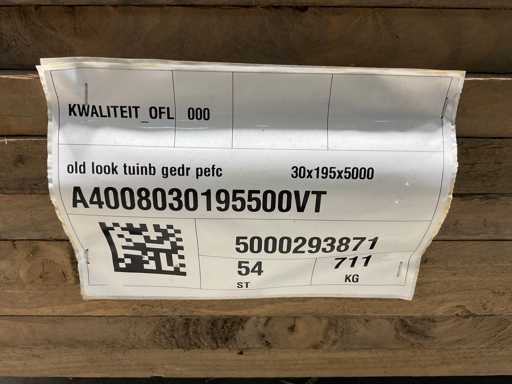 KWALITEIT_OFL 000
old look tuinb gedr pefc 30x195x5000
A4008030195500VT
5000293871
54 711
ST KG